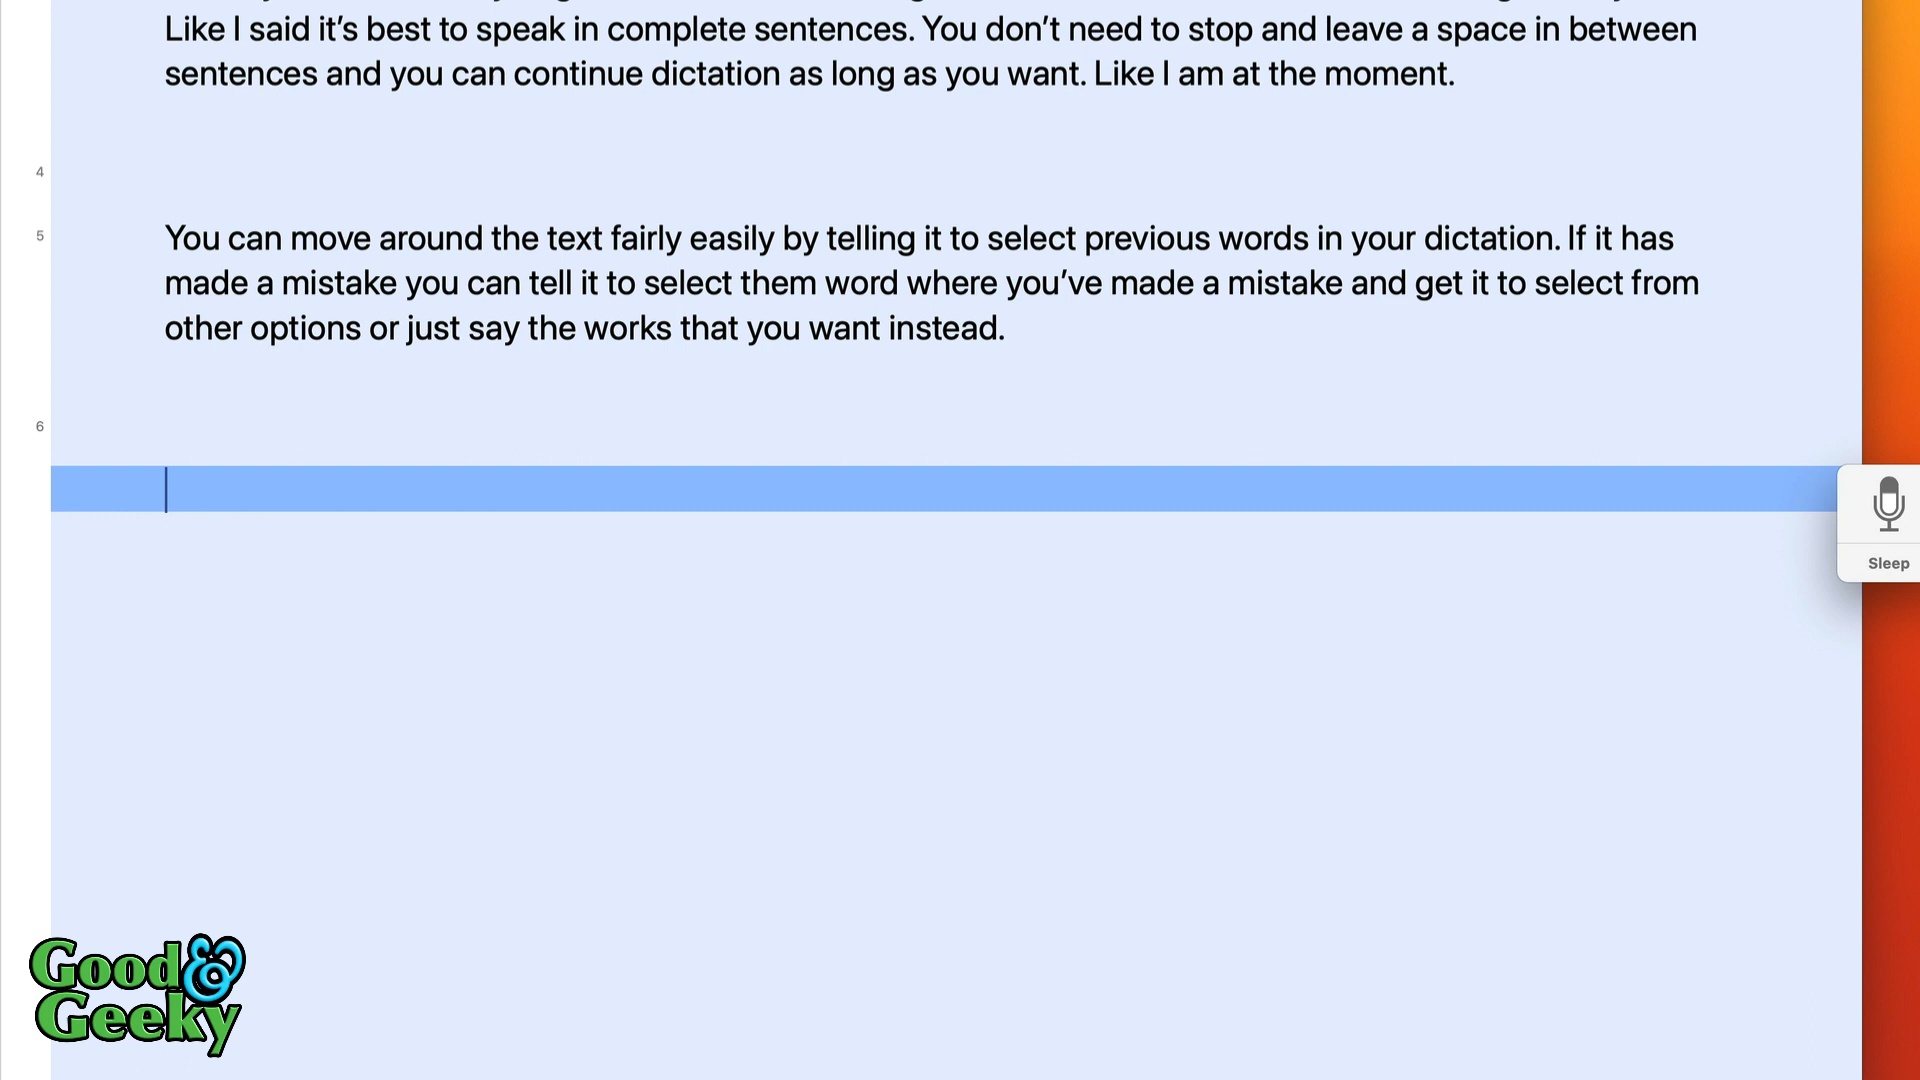 Like I said it's best to speak in complete sentences. You don't need to stop and leave a space in between
sentences and you can continue dictation as long as you want. Like I am at the moment.
4
5
You can move around the text fairly easily by telling it to select previous words in your dictation. If it has
made a mistake you can tell it to select them word where you've made a mistake and get it to select from
other options or just say the works that you want instead.
6
Sleep
Good &
Geeky